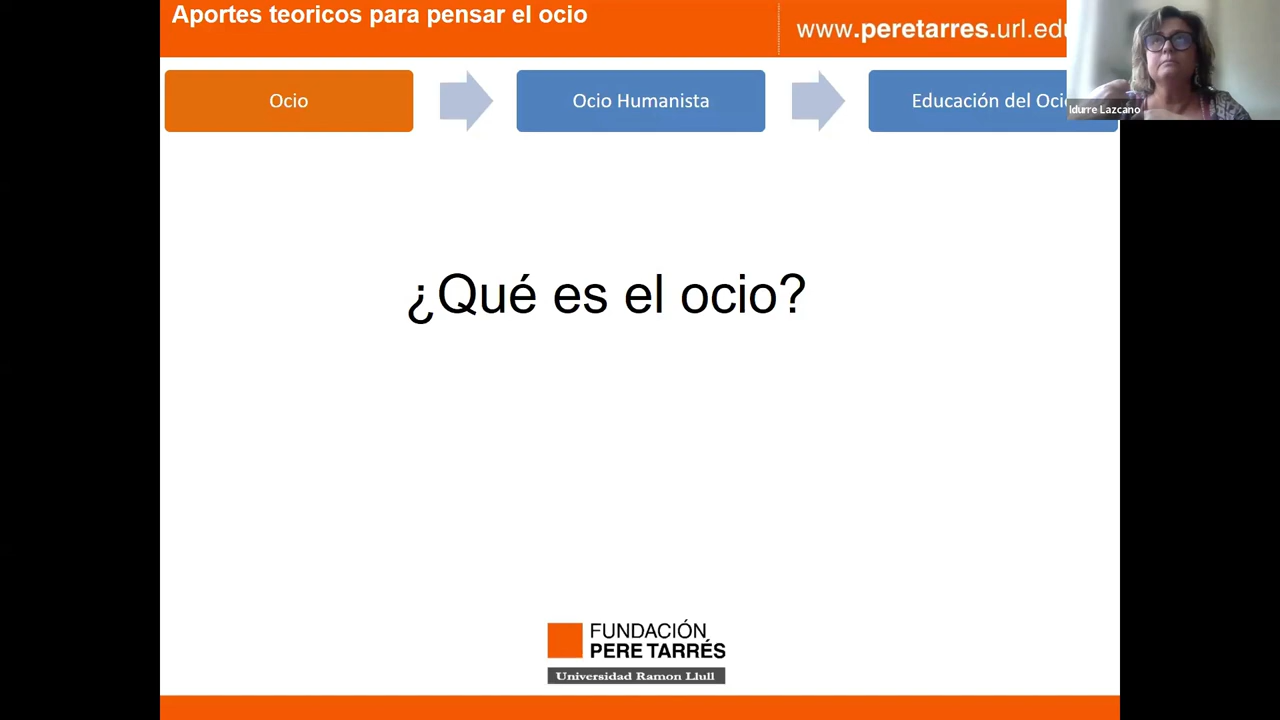 Aportes teoricos para pensar el ocio
www.peretarres.url.edu
Ocio
Ocio Humanista
Educación del Ocio
Idurre Lazcano
¿Qué es el ocio?
FUNDACIÓN
PERE TARRÉS
Universidad Ramon Llull